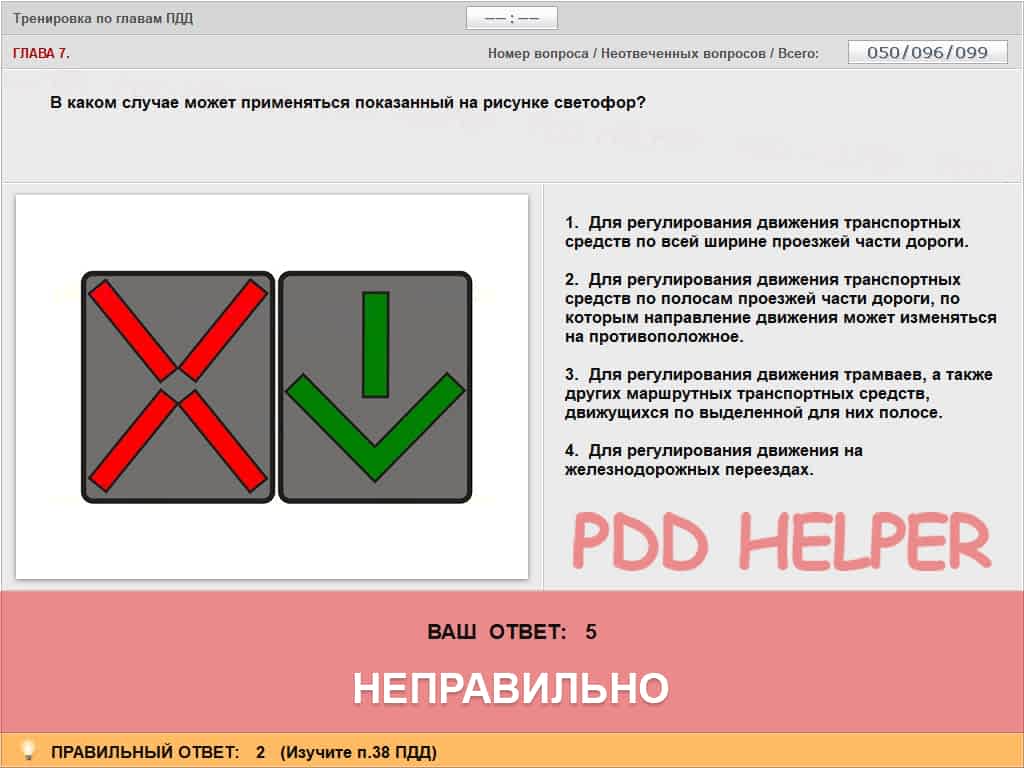 Тренировка по главам ПДД
–– : ––
ГЛАВА 7.
Номер вопроса / Неотвеченных вопросов / Всего:
050/096/099
В каком случае может применяться показанный на рисунке светофор?
1. Для регулирования движения транспортных
средств по всей ширине проезжей части дороги.
2. Для регулирования движения транспортных
средств по полосам проезжей части дороги, по
которым направление движения может изменяться
на противоположное.
3. Для регулирования движения трамваев, а также
других маршрутных транспортных средств,
движущихся по выделенной для них полосе.
4. Для регулирования движения на
железнодорожных переездах.
PDD HELPER
ВАШ ОТВЕТ: 5
НЕПРАВИЛЬНО
ПРАВИЛЬНЫЙ ОТВЕТ: 2 (Изучите п.38 ПДД)